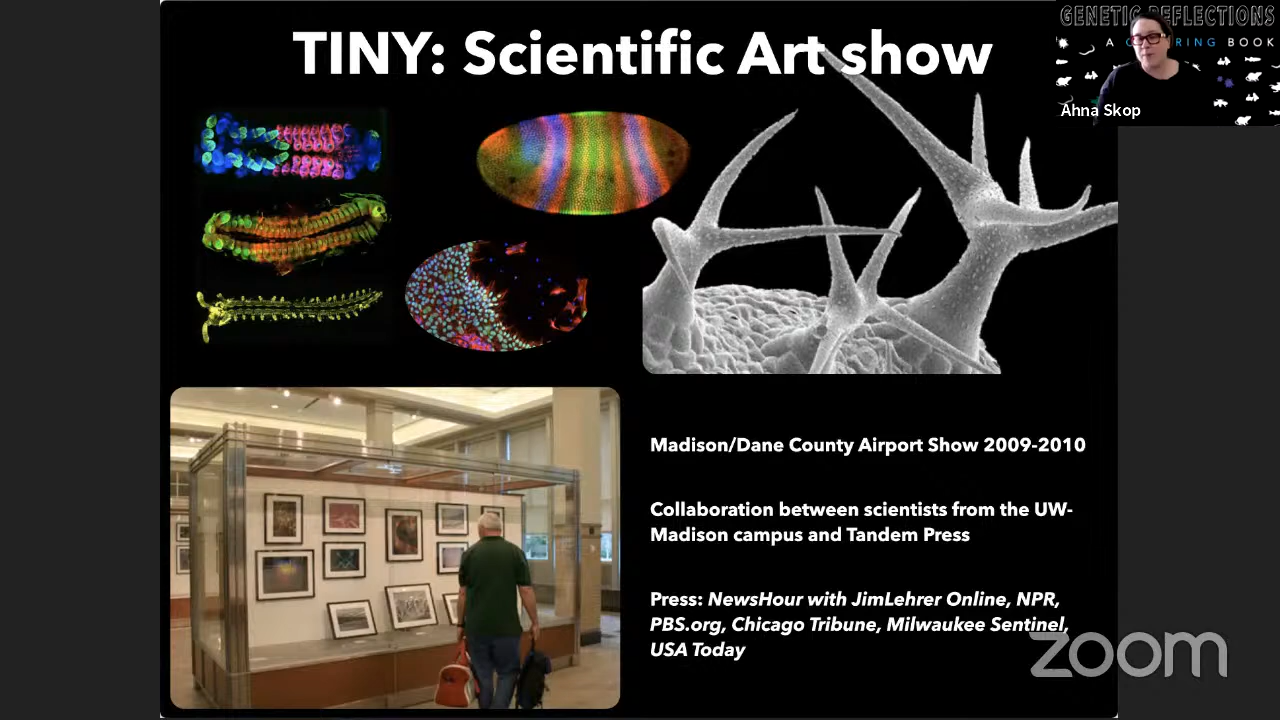 TINY: Scientific Art show
GENETIC REFLECTIONS
A COLORING BOOK
Ahna Skop
Madison/Dane County Airport Show 2009-2010
Collaboration between scientists from the UW-
Madison campus and Tandem Press
Press: NewsHour with JimLehrer Online, NPR,
PBS.org, Chicago Tribune, Milwaukee Sentinel,
USA Today
zoom